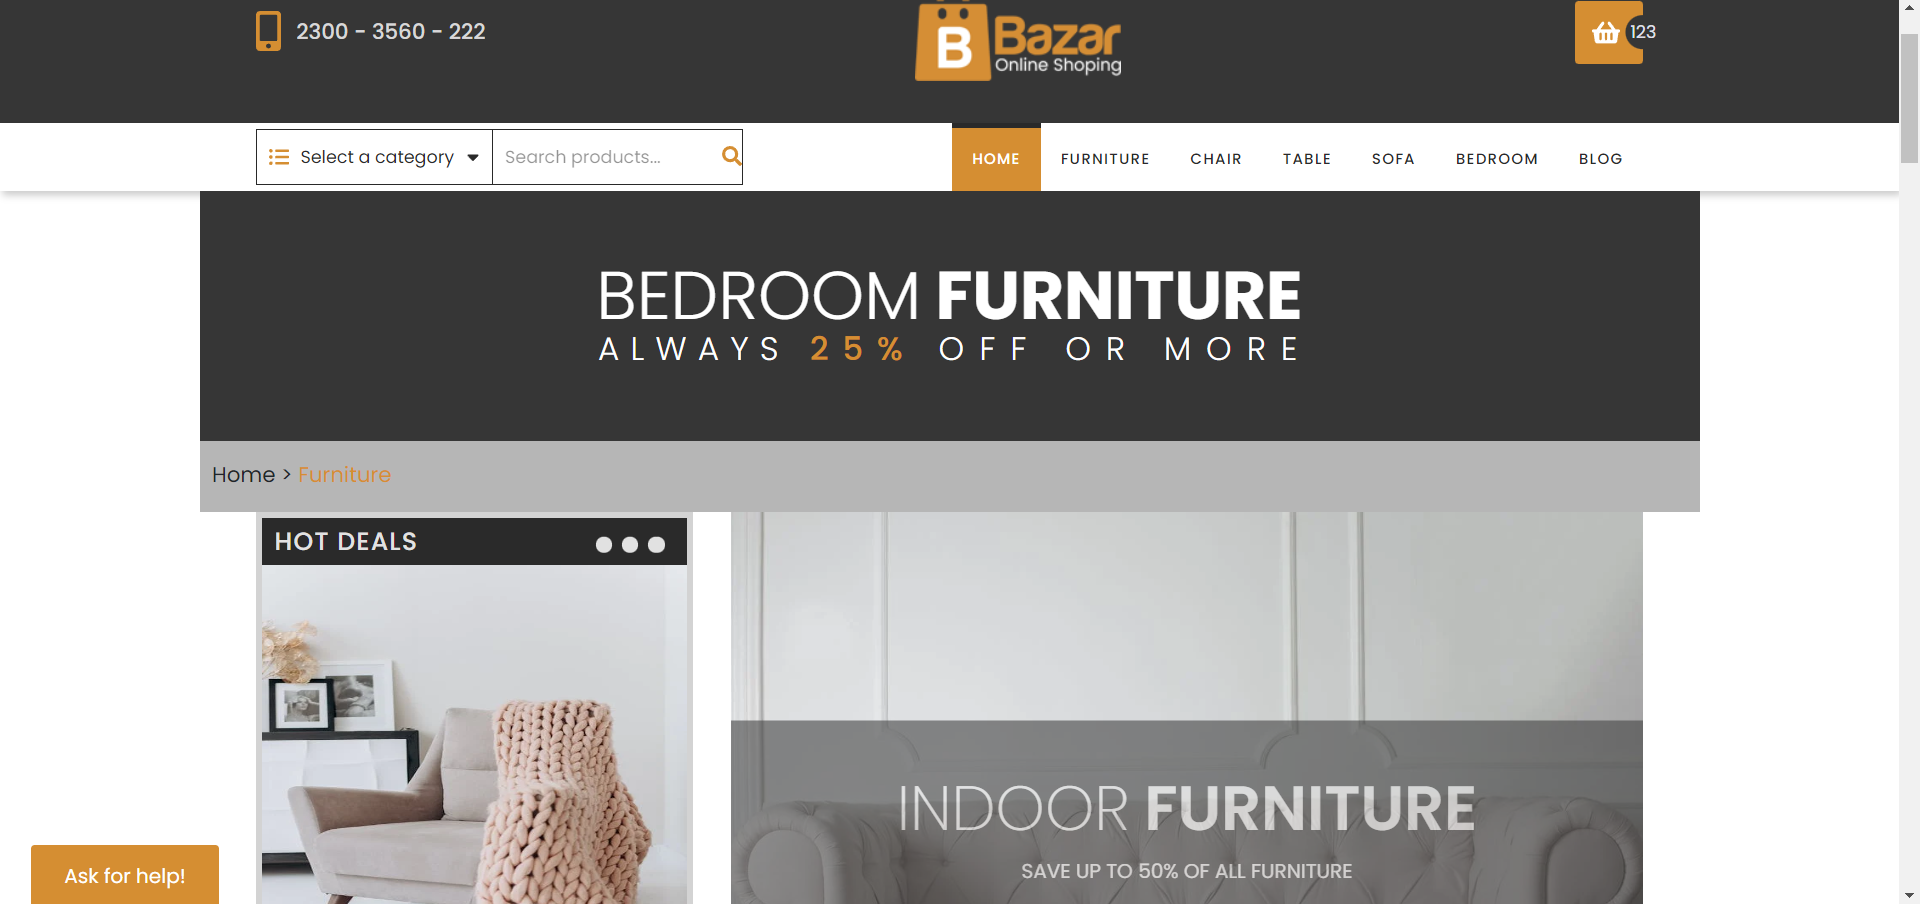 2300 - 3560 - 222
B Bazar
Online Shoping
123
Select a category
Search products...
HOME FURNITURE CHAIR TABLE SOFA BEDROOM BLOG
BEDROOM FURNITURE
ALWAYS 25% OFF OR MORE
Home > Furniture
HOT DEALS
INDOOR FURNITURE
SAVE UP TO 50% OF ALL FURNITURE
Ask for help!